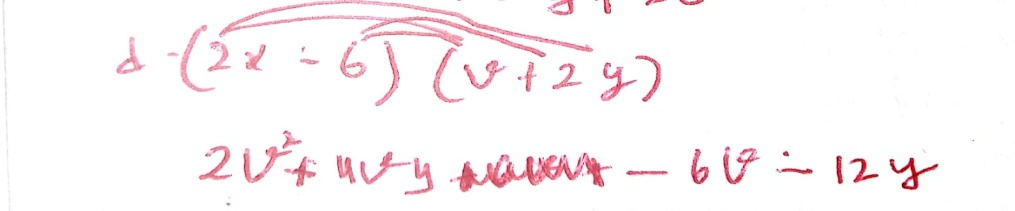 d - (2x - 6) (v + 2y)
2v² + 4vy - 6v - 12y